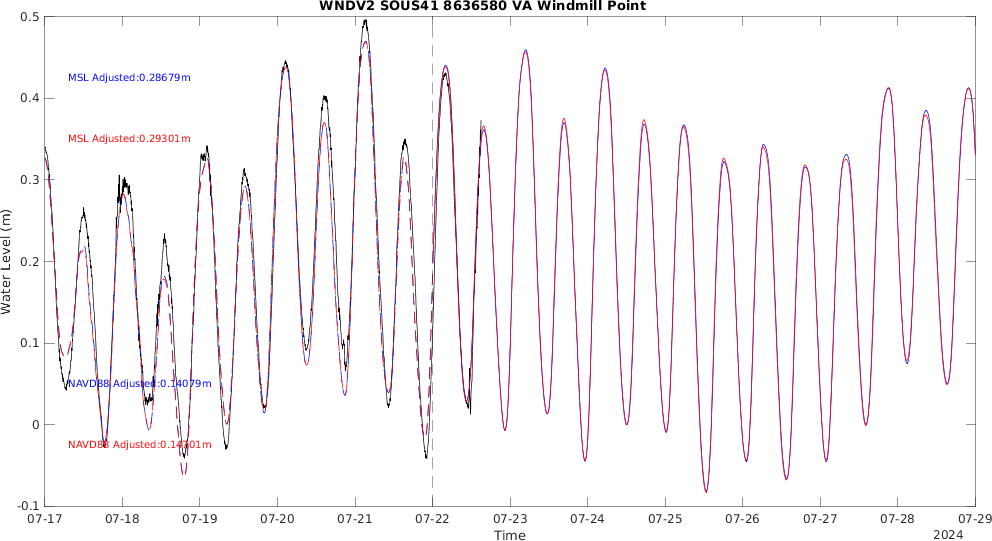 WNDV2 SOUS41 8636580 VA Windmill Point
0.5
MSL Adjusted:0.28679m
0.4
MSL Adjusted:0.29301m
0.3
Water Level (m)
0.2
0.1
NAVD88 Adjusted:0.14079m
0
NAVD88 Adjusted:0.14701m
-0.1
07-17 07-18 07-19 07-20 07-21 07-22 07-23 07-24 07-25 07-26 07-27 07-28 07-29
Time
2024